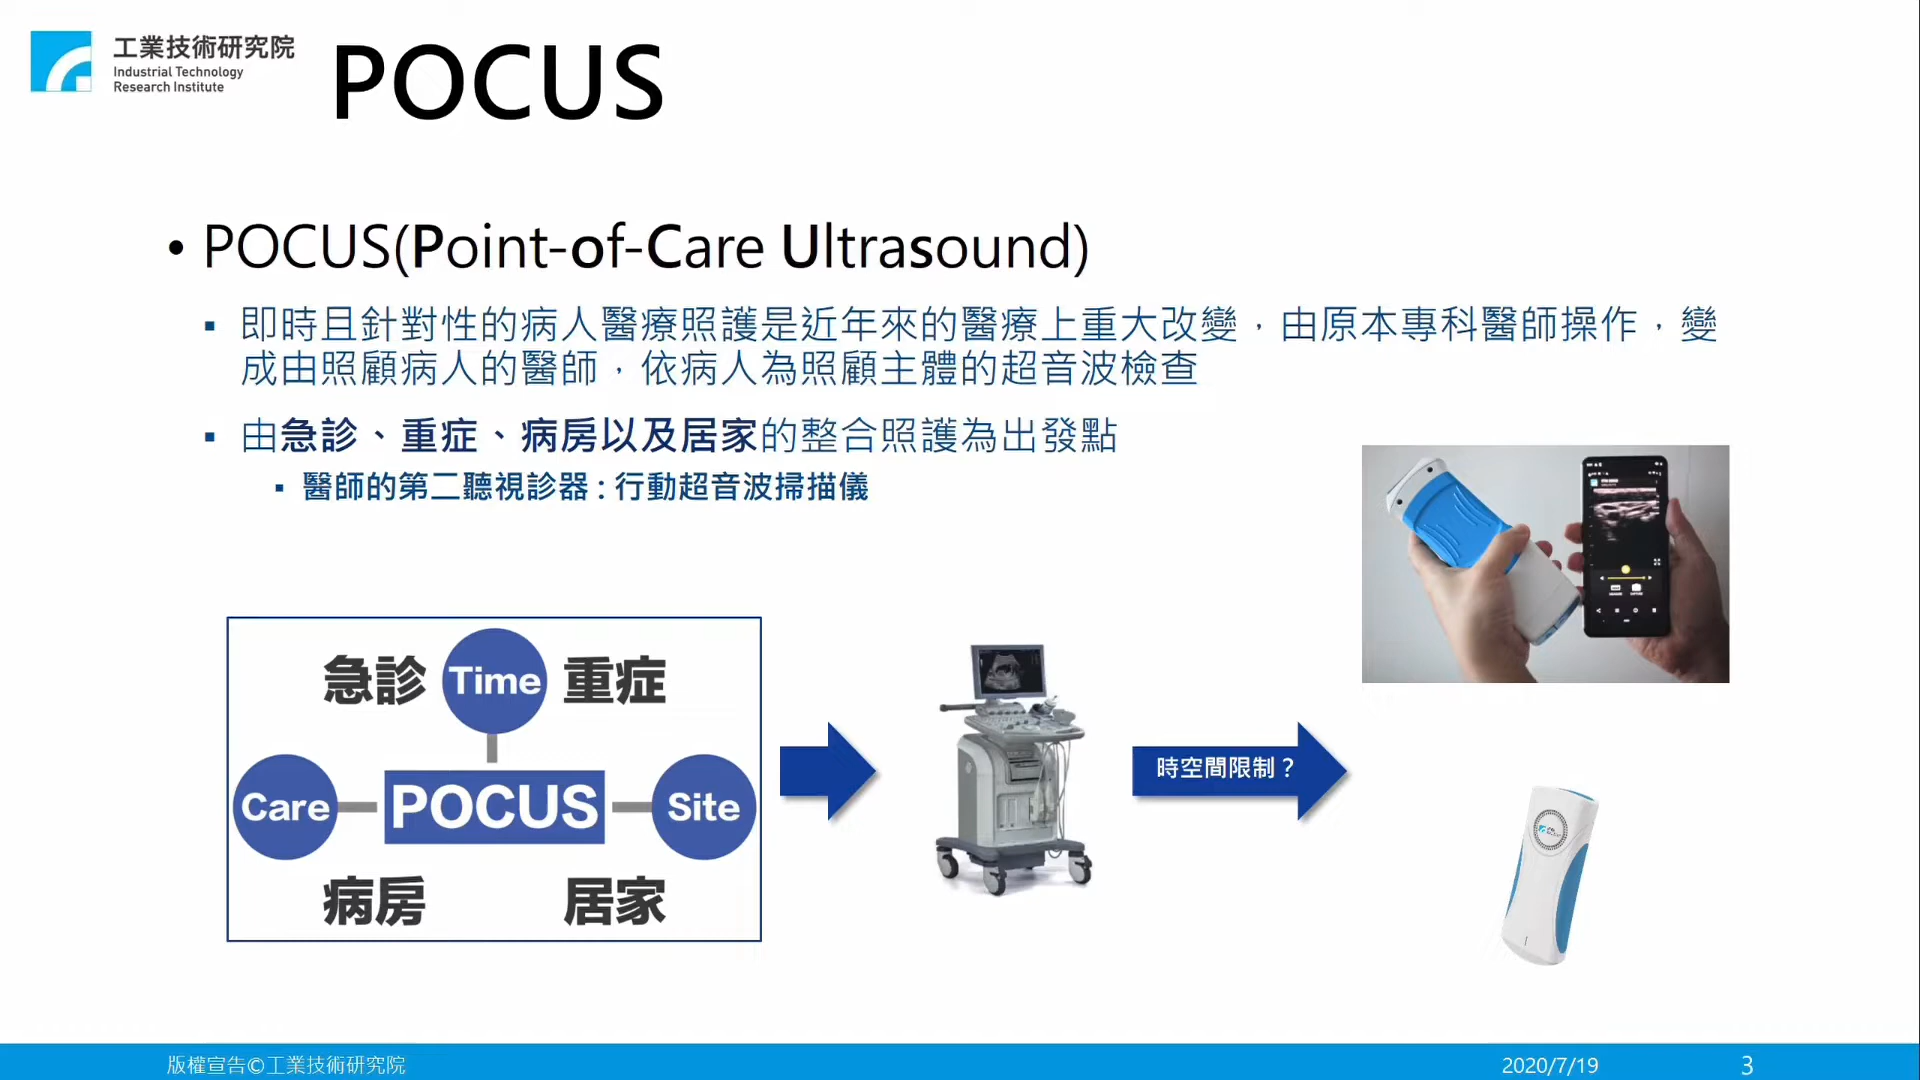 工業技術研究院
Industrial Technology
Research Institute
POCUS
• POCUS(Point-of-Care Ultrasound)
▪ 即時且針對性的病人醫療照護是近年來的醫療上重大改變，由原本專科醫師操作，變
成由照顧病人的醫師，依病人為照顧主體的超音波檢查
▪ 由急診、重症、病房以及居家的整合照護為出發點
▪ 醫師的第二聽視診器：行動超音波掃描儀
急診 Time 重症
Care POCUS Site
病房 居家
時空間限制？
版權宣告©工業技術研究院
2020/7/19
3